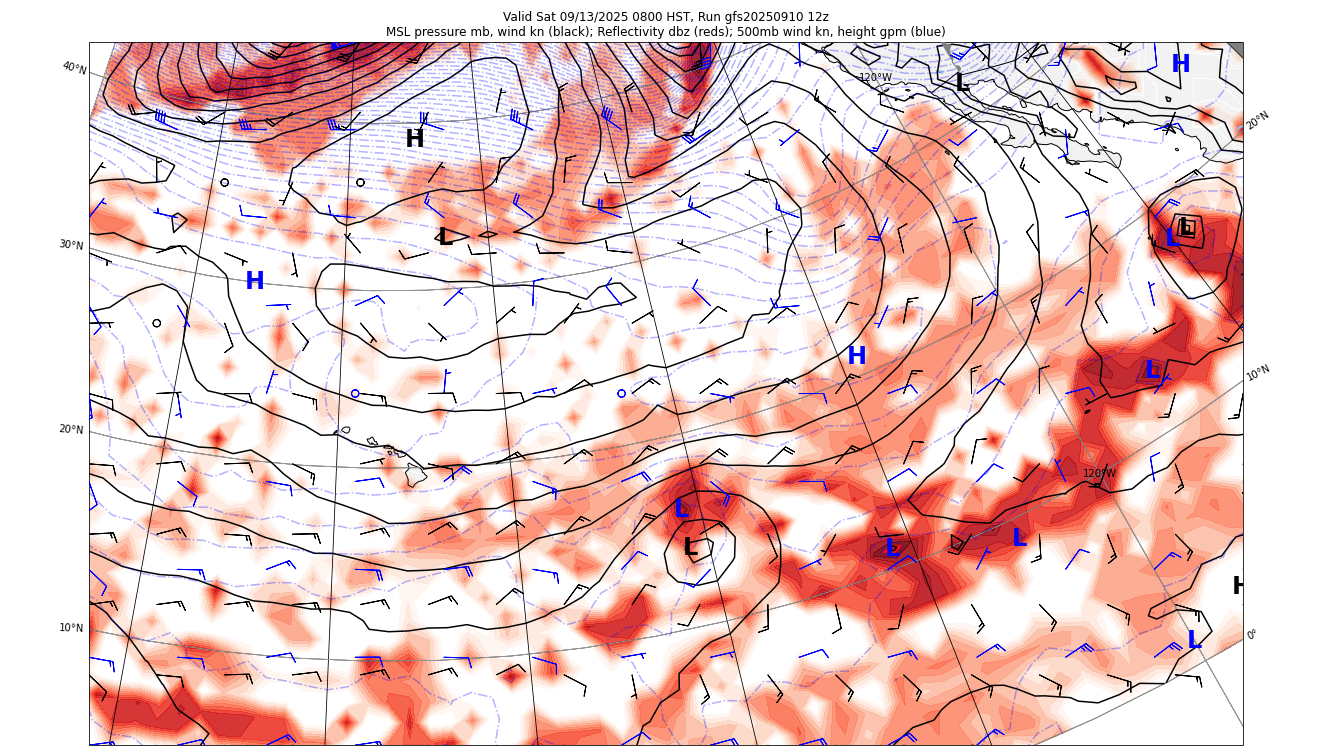 Valid Sat 09/13/2025 0800 HST, Run gfs20250910 12z
MSL pressure mb, wind kn (black); Reflectivity dbz (reds); 500mb wind kn, height gpm (blue)
40°N
120°W
L
H
20°N
H
30°N
L
L
L
H
H
10°N
L
20°N
120°W
L
L
L
L
H
10°N
0°
L